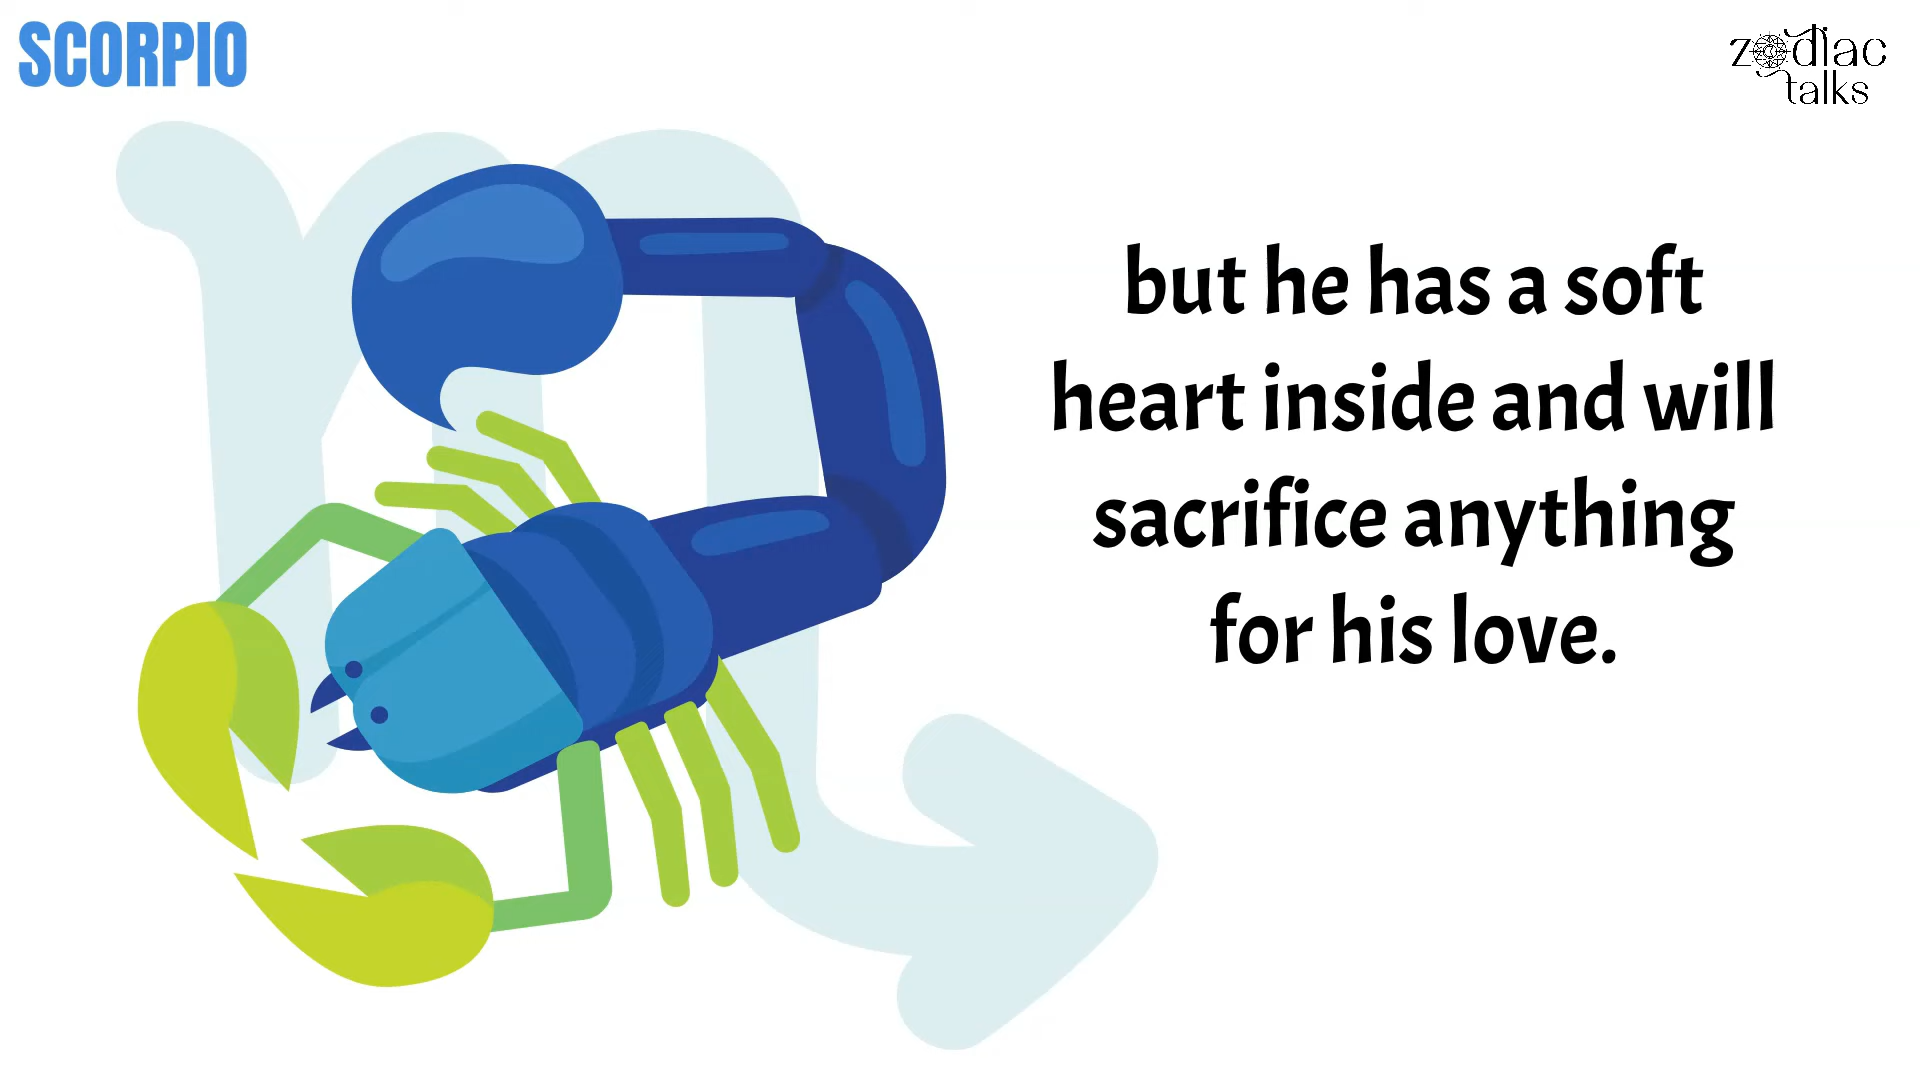 SCORPIO
zodiac
talks
but he has a soft
heart inside and will
sacrifice anything
for his love.